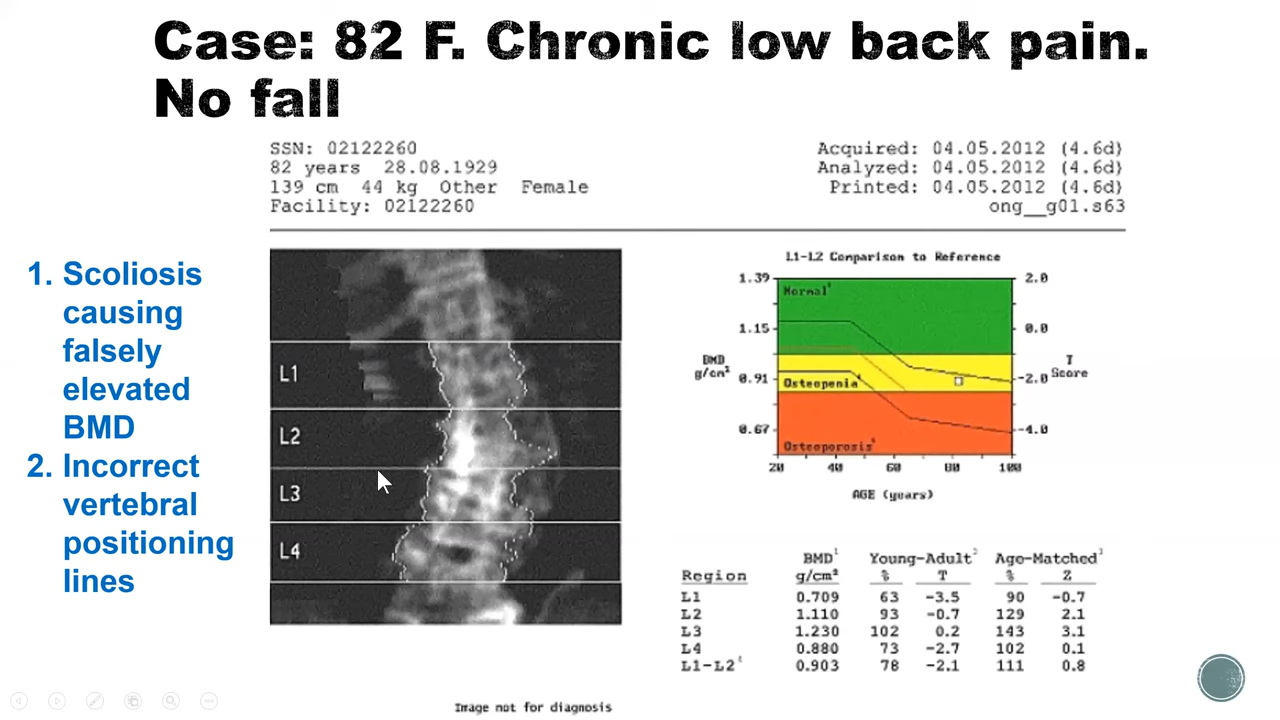 Case: 82 F. Chronic low back pain.
No fall
SSN: 02122260
82 years 28.08.1929
139 cm 44 kg Other Female
Facility: 02122260
Acquired: 04.05.2012 (4.6d)
Analyzed: 04.05.2012 (4.6d)
Printed: 04.05.2012 (4.6d)
ong__g01.s63
1. Scoliosis
causing
falsely
elevated
BMD
2. Incorrect
vertebral
positioning
lines
L1
L2
L3
L4
Image not for diagnosis
L1-L2 Comparison to Reference
1.39 2.0
Normal
1.15 0.0
BMD T
g/cm² 0.91 Osteopenia -2.0 Score
0.67 -4.0
Osteoporosis
20 40 60 80 100
AGE (years)
BMD¹ Young-Adult² Age-Matched³
Region g/cm² % T % Z
L1 0.709 63 -3.5 90 -0.7
L2 1.110 93 -0.7 129 2.1
L3 1.230 102 0.2 143 3.1
L4 0.880 73 -2.7 102 0.1
L1-L2 0.903 78 -2.1 111 0.8